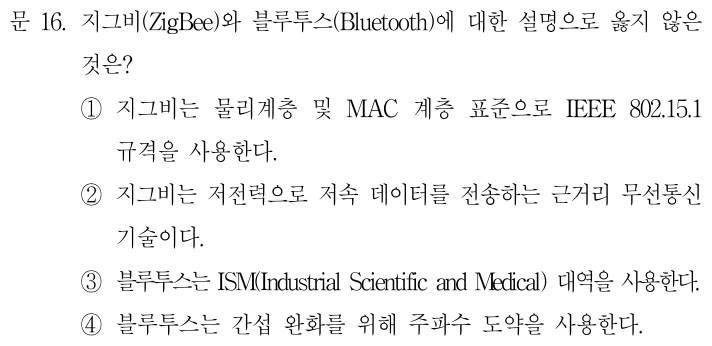 문 16. 지그비(ZigBee)와 블루투스(Bluetooth)에 대한 설명으로 옳지 않은
것은?
① 지그비는 물리계층 및 MAC 계층 표준으로 IEEE 802.15.1
규격을 사용한다.
② 지그비는 저전력으로 저속 데이터를 전송하는 근거리 무선통신
기술이다.
③ 블루투스는 ISM(Industrial Scientific and Medical) 대역을 사용한다.
④ 블루투스는 간섭 완화를 위해 주파수 도약을 사용한다.